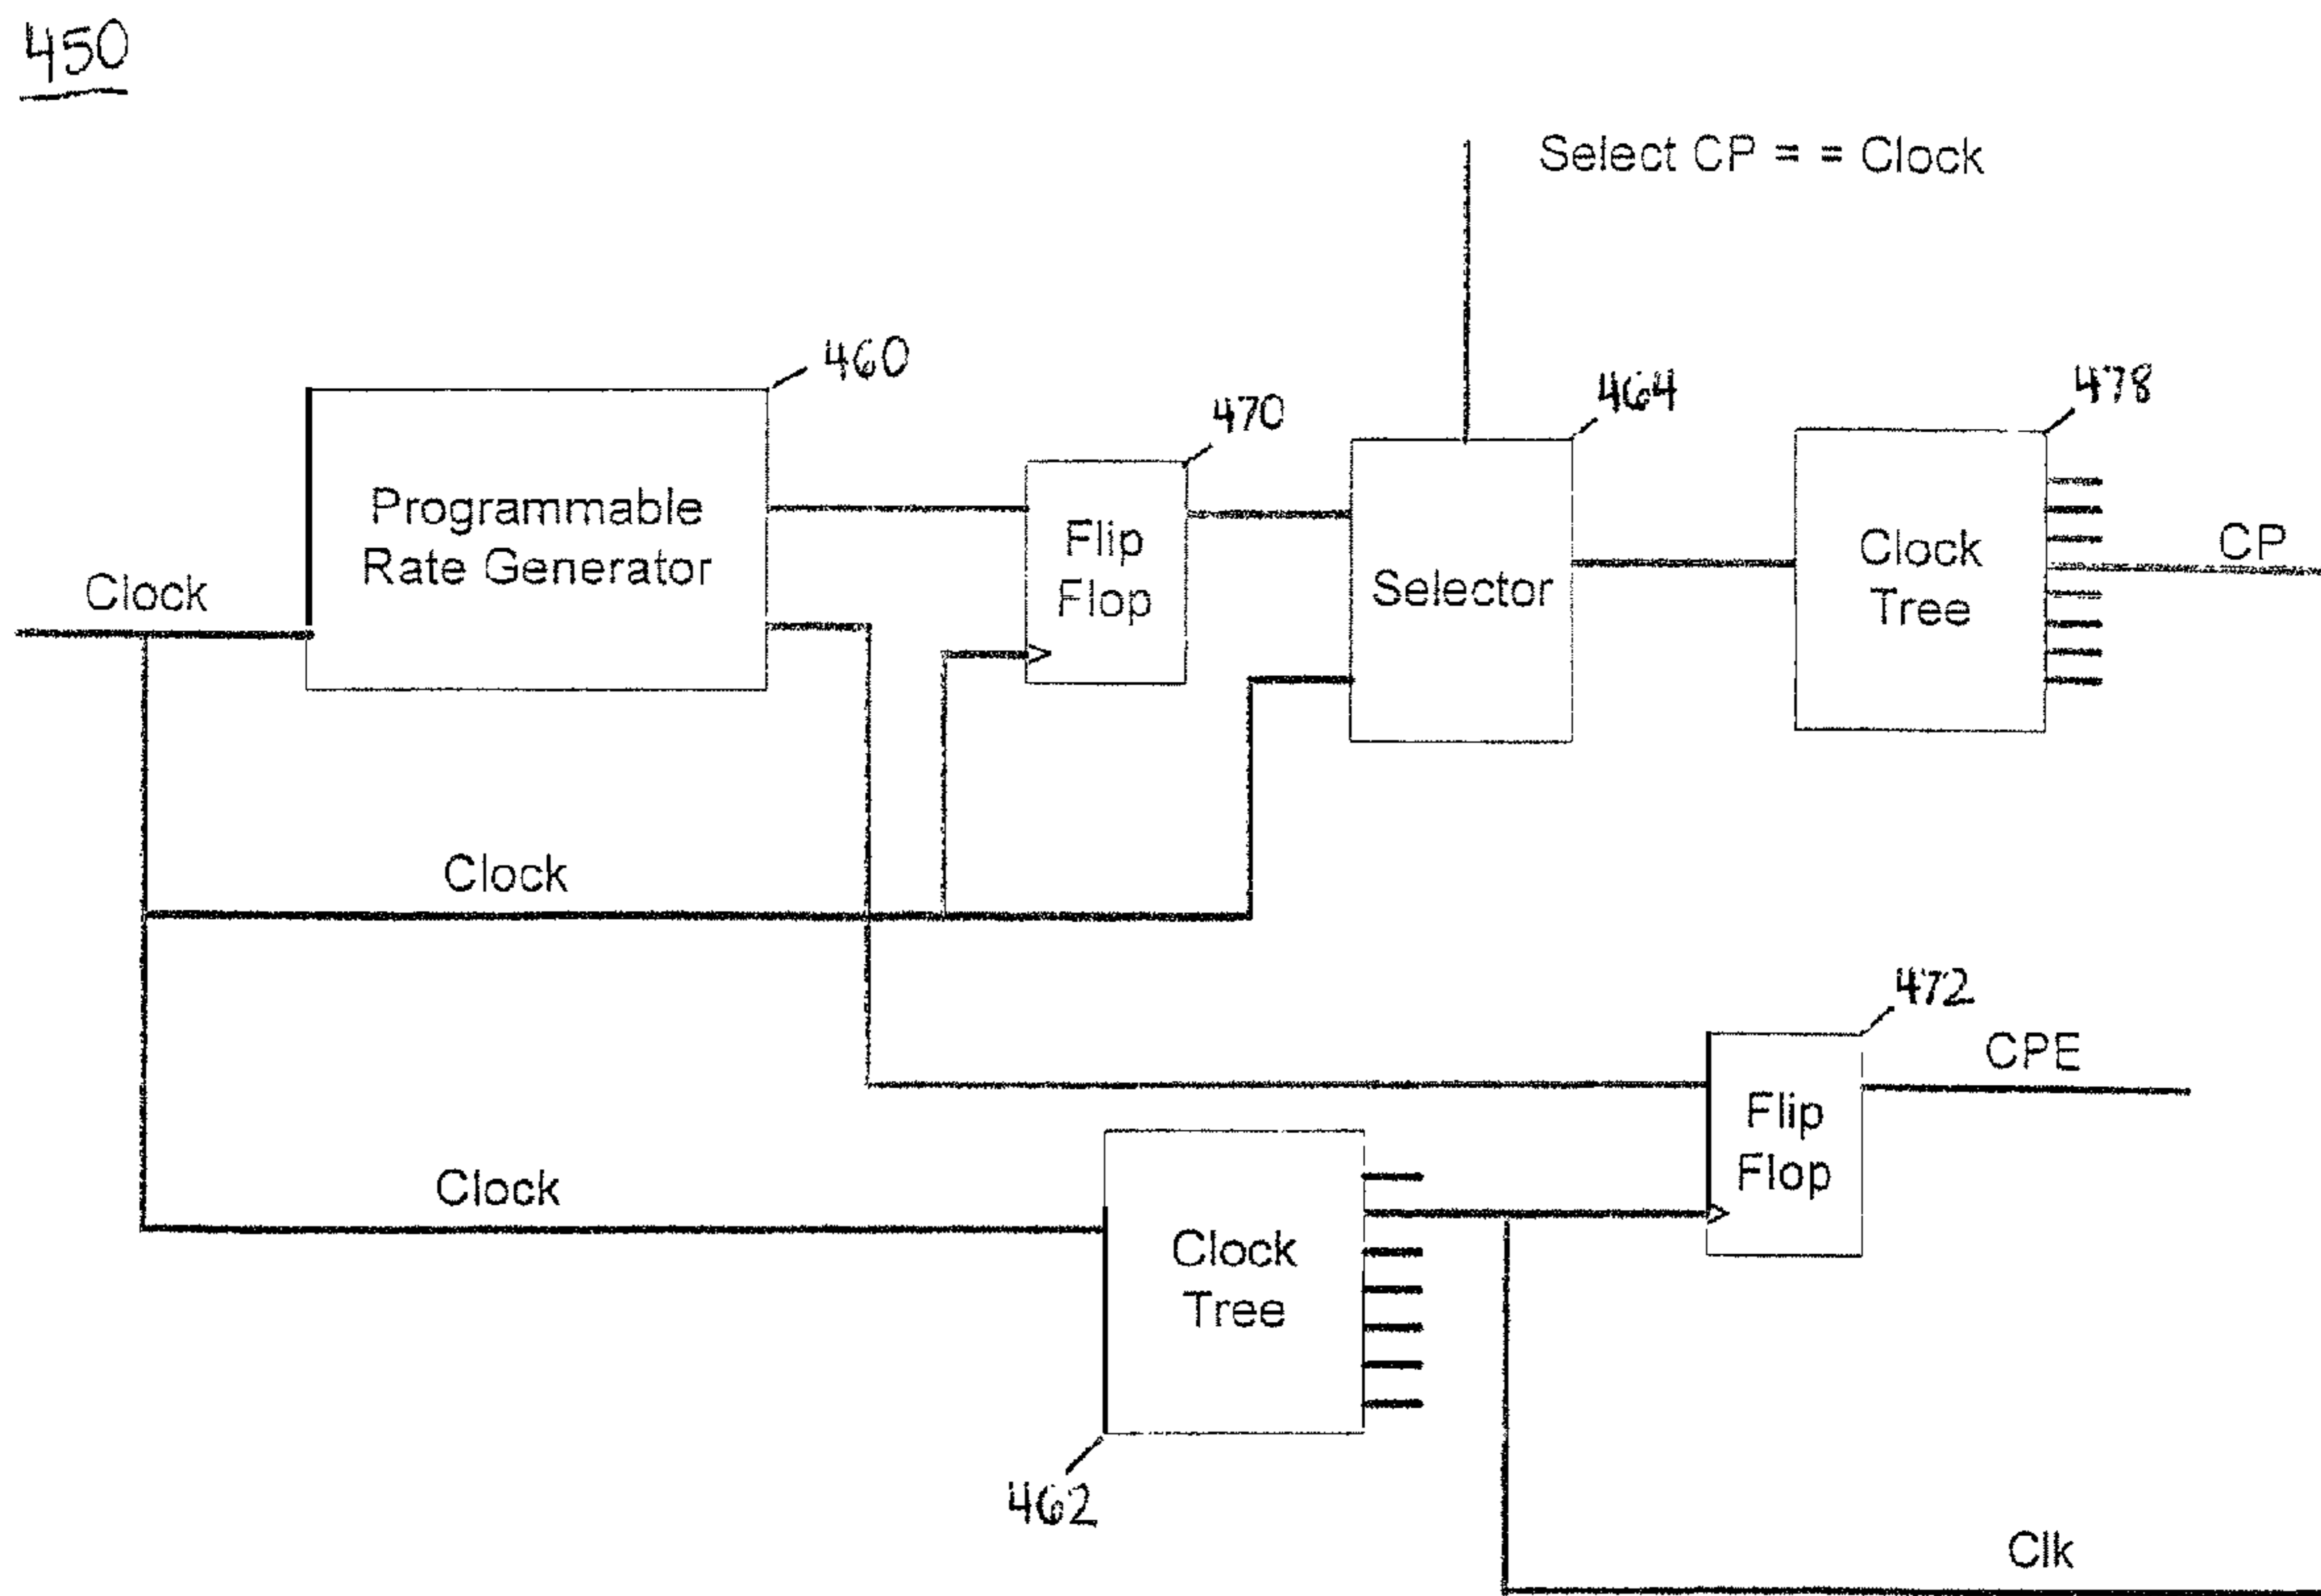 450
Select CP = = Clock
460
470
464
478
Programmable
Rate Generator
Flip
Flop
Selector
Clock
Tree
CP
Clock
Clock
472
CPE
Flip
Flop
Clock
Clock
Tree
462
Clk